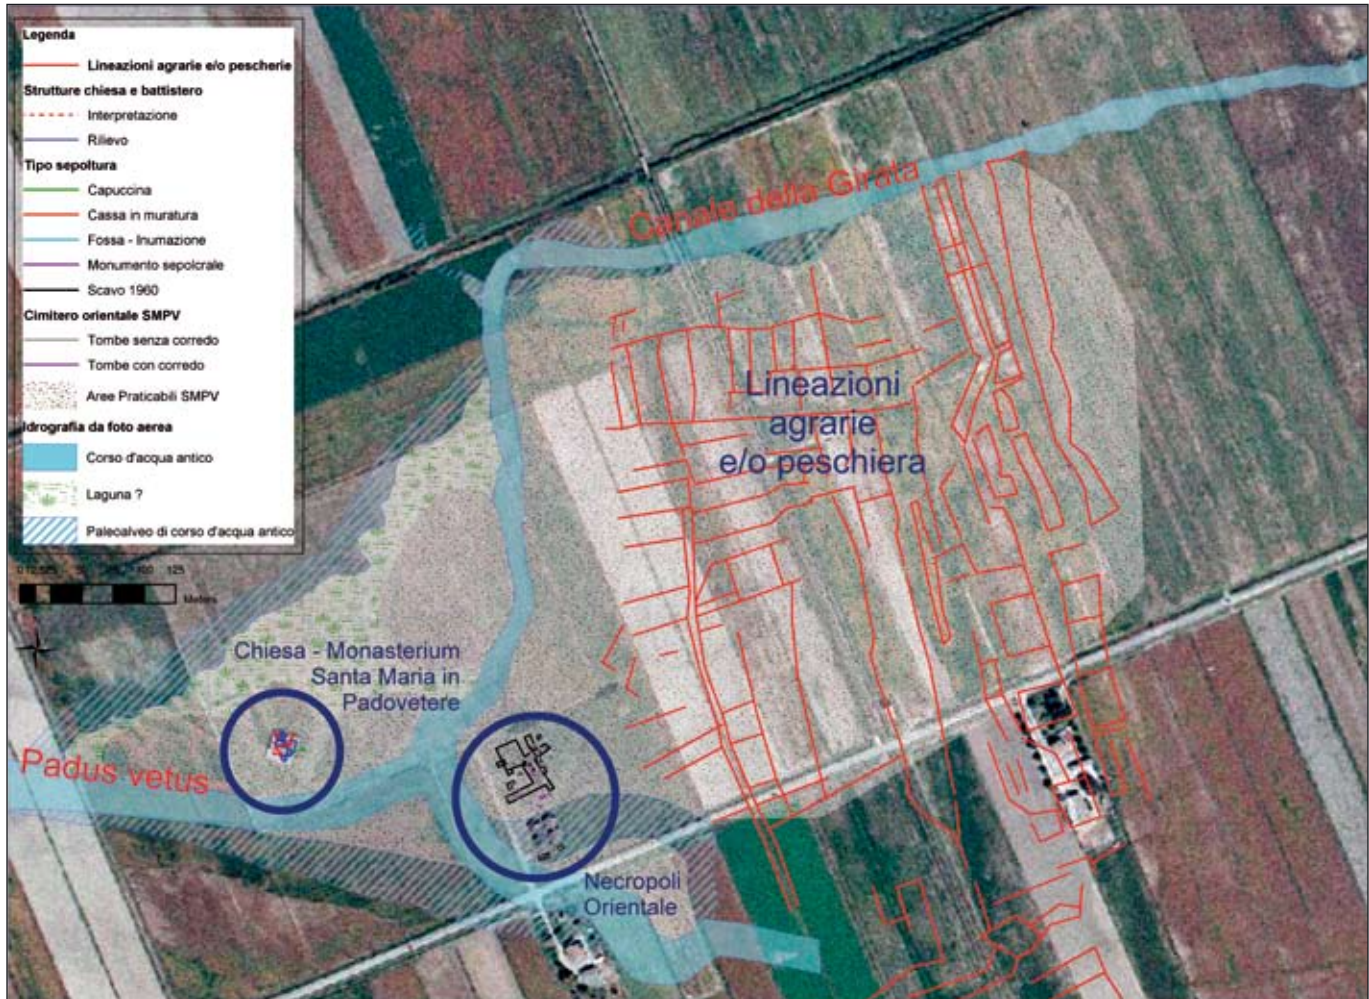 Legenda
Lineazioni agrarie e/o pescherie
Strutture chiesa e battistero
Interpretazione
Rilievo
Tipo sepoltura
Capuccina
Cassa in muratura
Fossa - Inumazione
Monumento sepolcrale
Scavo 1960
Cimitero orientale SMPV
Tombe senza corredo
Tombe con corredo
Aree Praticabili SMPV
Idrografia da foto aerea
Corso d'acqua antico
Laguna ?
Paleoalveo di corso d'acqua antico
100 125
Meters
Canale della Girata
Lineazioni
agrarie
e/o peschiera
Chiesa - Monasterium
Santa Maria in
Padovetere
Padus vetus
Necropoli
Orientale